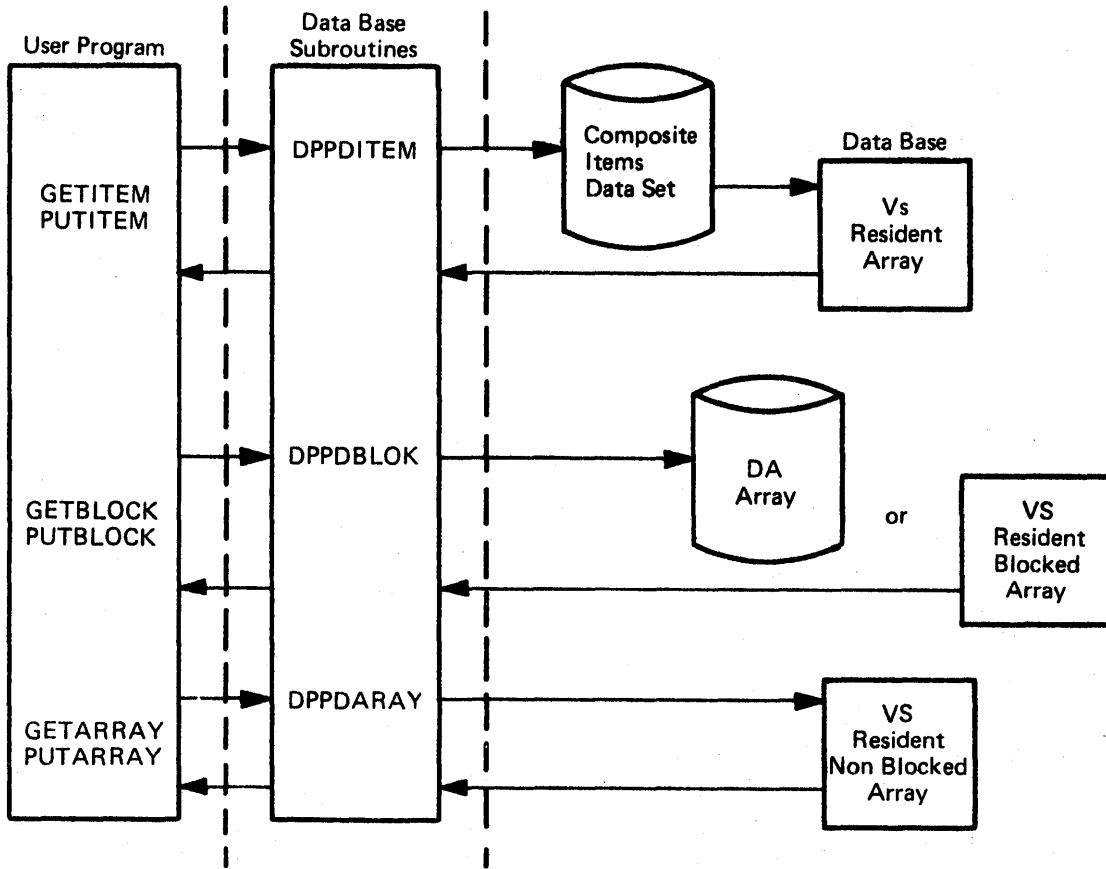 User Program
Data Base
Subroutines
DPPDITEM
GETITEM
PUTITEM
Composite
Items
Data Set
Data Base
Vs
Resident
Array
DPPDBLOK
GETBLOCK
PUTBLOCK
DA
Array
or
VS
Resident
Blocked
Array
DPPDARAY
GETARRAY
PUTARRAY
VS
Resident
Non Blocked
Array